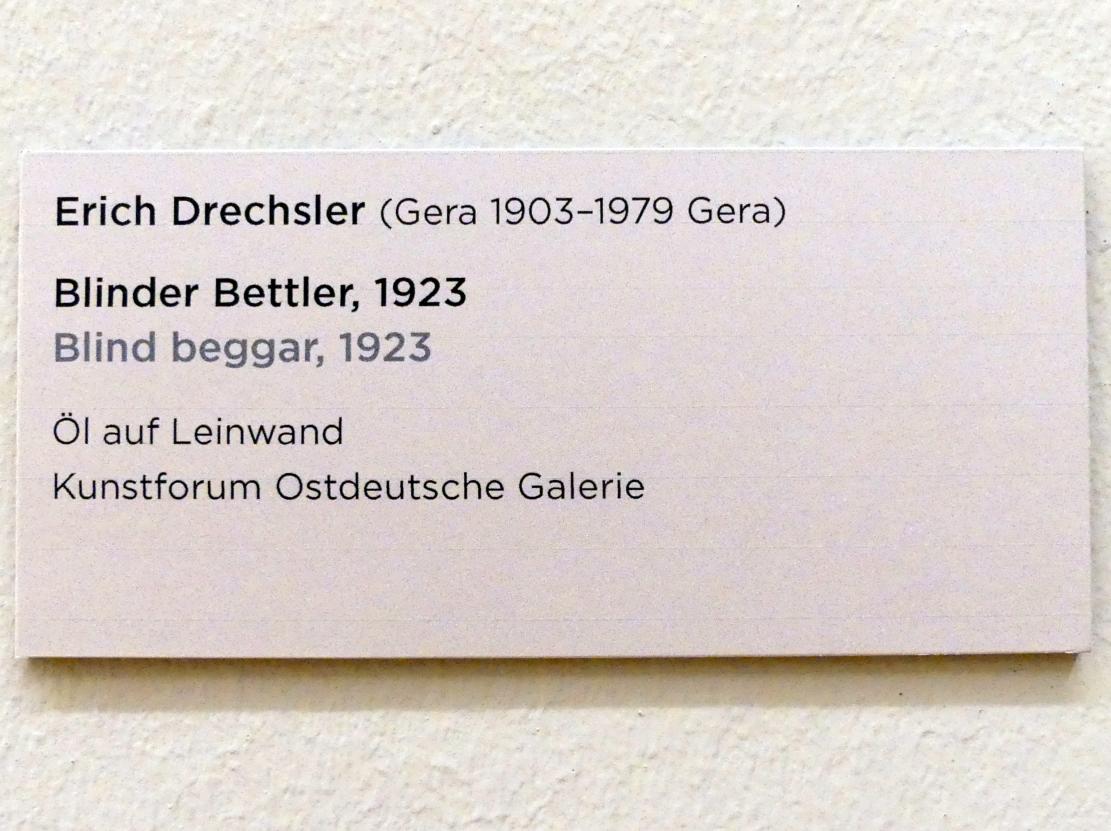 Erich Drechsler (Gera 1903–1979 Gera)
Blinder Bettler, 1923
Blind beggar, 1923
Öl auf Leinwand
Kunstforum Ostdeutsche Galerie